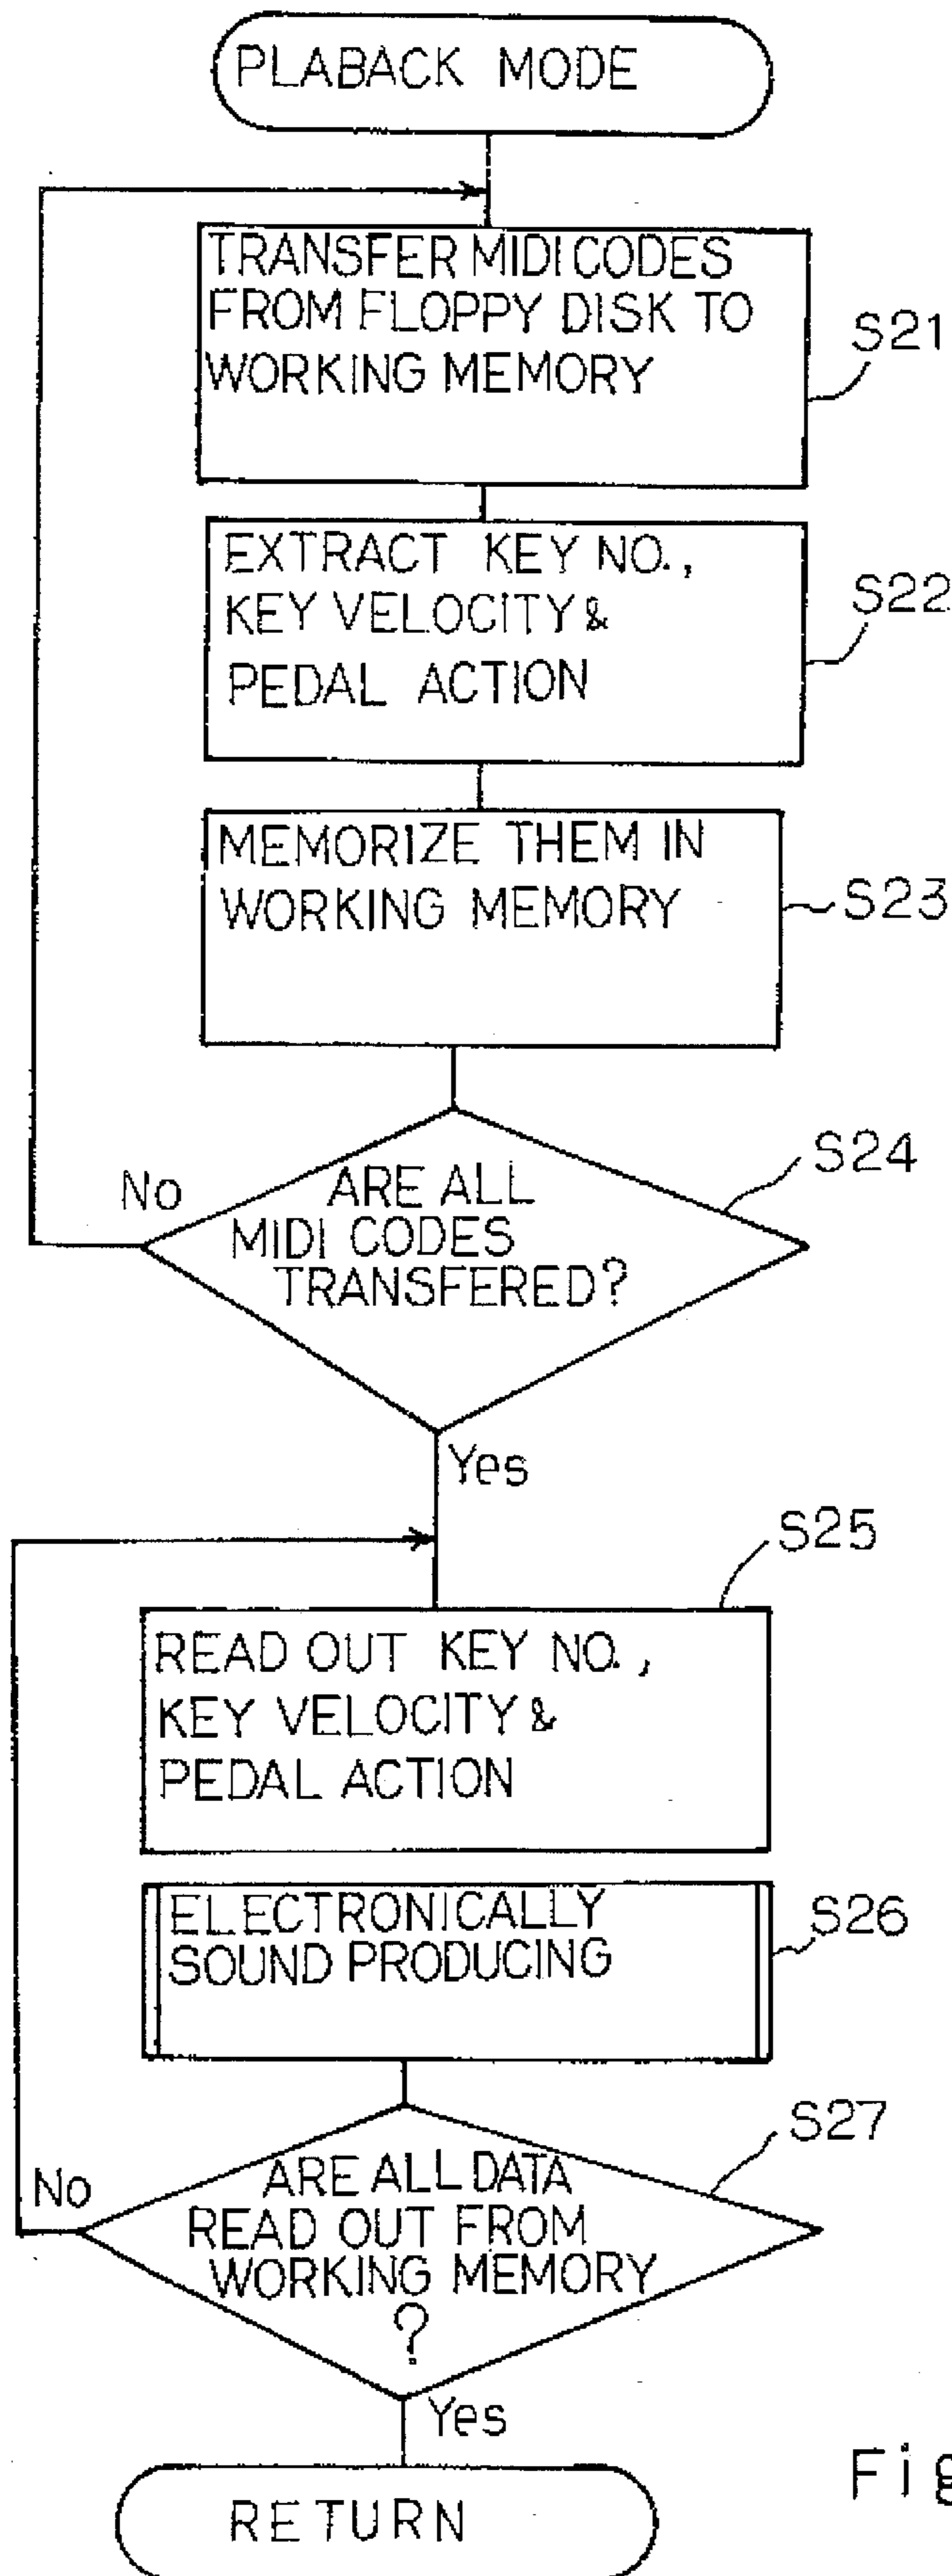 PLABACK MODE
TRANSFER MIDI CODES
FROM FLOPPY DISK TO
WORKING MEMORY
S21
EXTRACT KEY NO.,
KEY VELOCITY &
PEDAL ACTION
S22
MEMORIZE THEM IN
WORKING MEMORY
S23
S24
No
ARE ALL
MIDI CODES
TRANSFERED?
Yes
S25
READ OUT KEY NO.,
KEY VELOCITY &
PEDAL ACTION
ELECTRONICALLY
SOUND PRODUCING
S26
S27
No
ARE ALL DATA
READ OUT FROM
WORKING MEMORY
?
Yes
RETURN
Fig